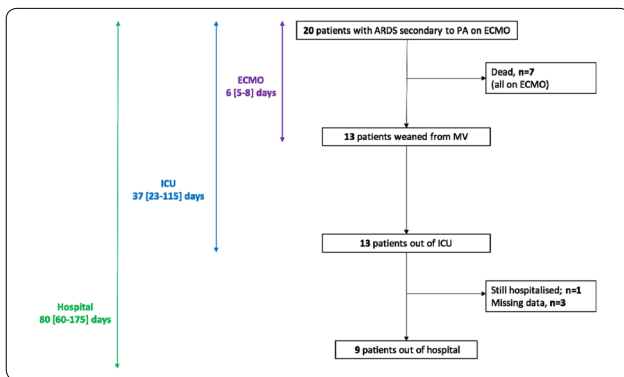 20 patients with ARDS secondary to PA on ECMO
Dead, n=7
(all on ECMO)
ECMO
6 [5-8] days
13 patients weaned from MV
ICU
37 [23-115] days
13 patients out of ICU
Still hospitalised; n=1
Missing data, n=3
Hospital
80 [60-175] days
9 patients out of hospital